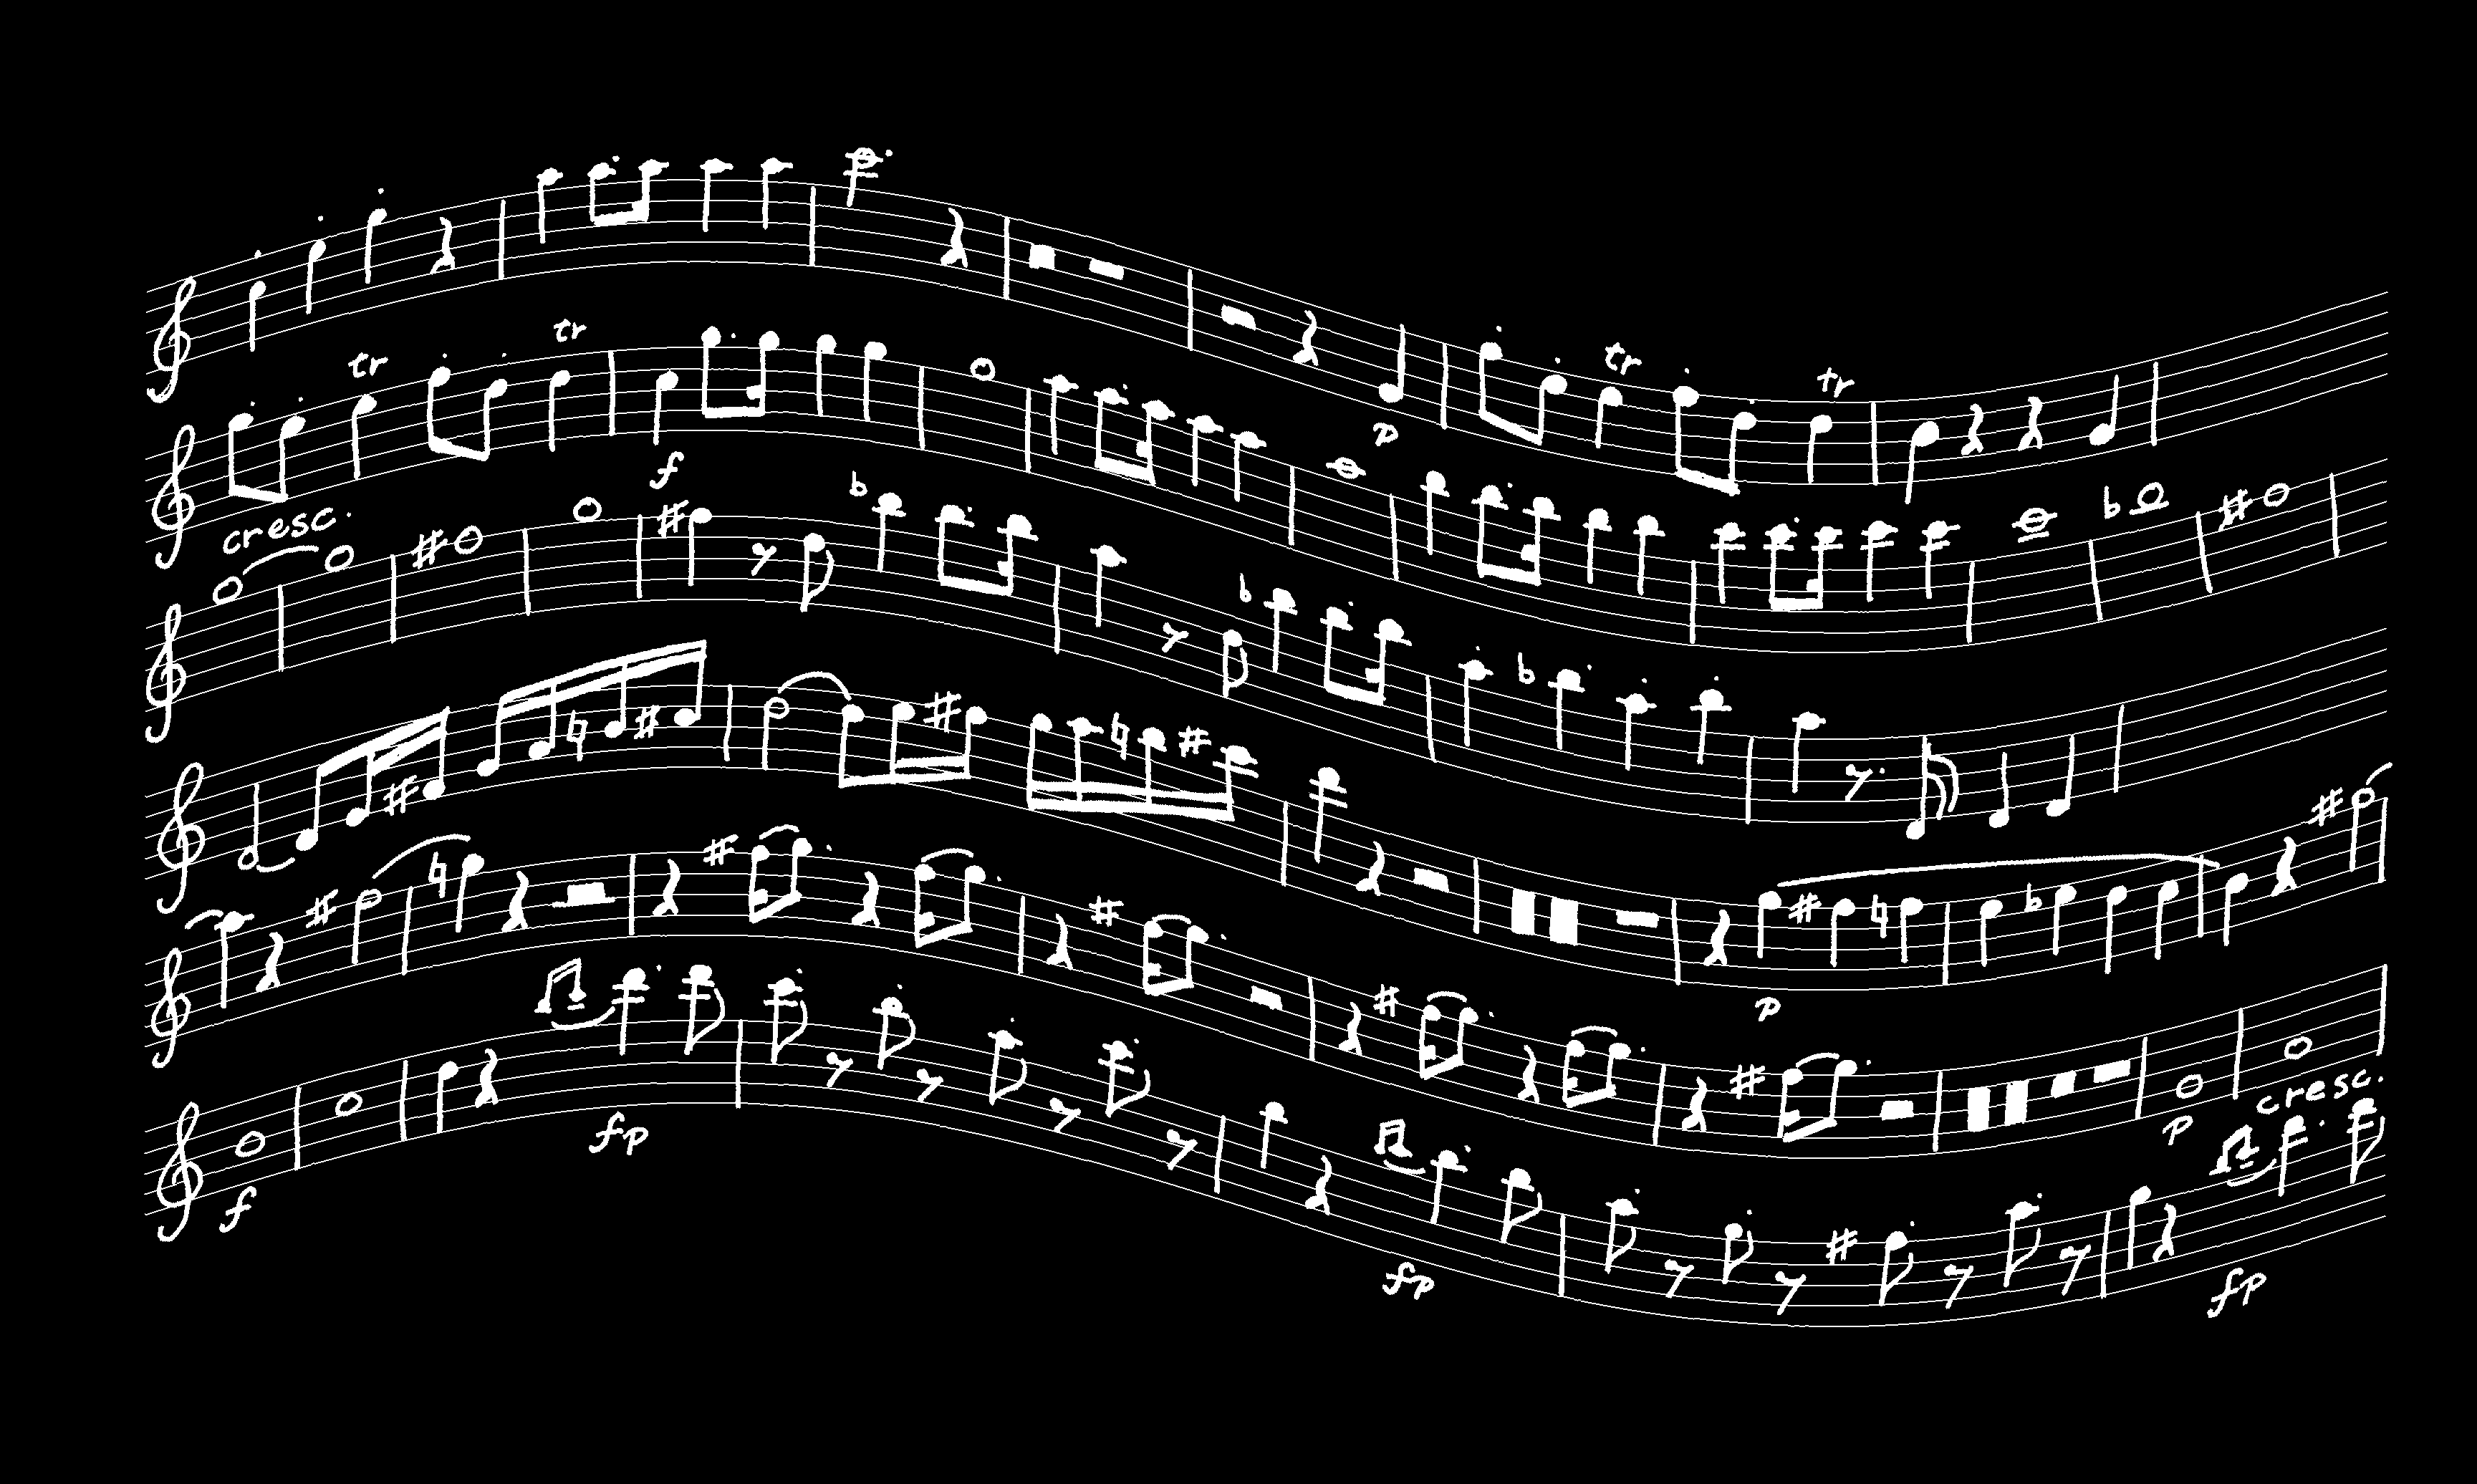 p tr tr
tr tr
f
cresc.
p
f fp fp p cresc. fp